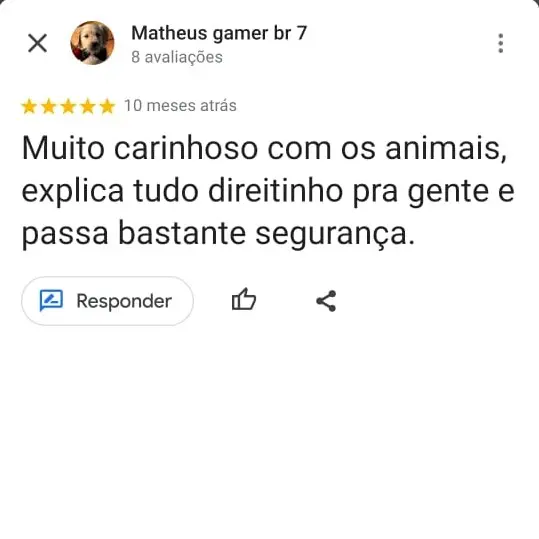 Matheus gamer br 7
8 avaliações
10 meses atrás
Muito carinhoso com os animais,
explica tudo direitinho pra gente e
passa bastante segurança.
Responder